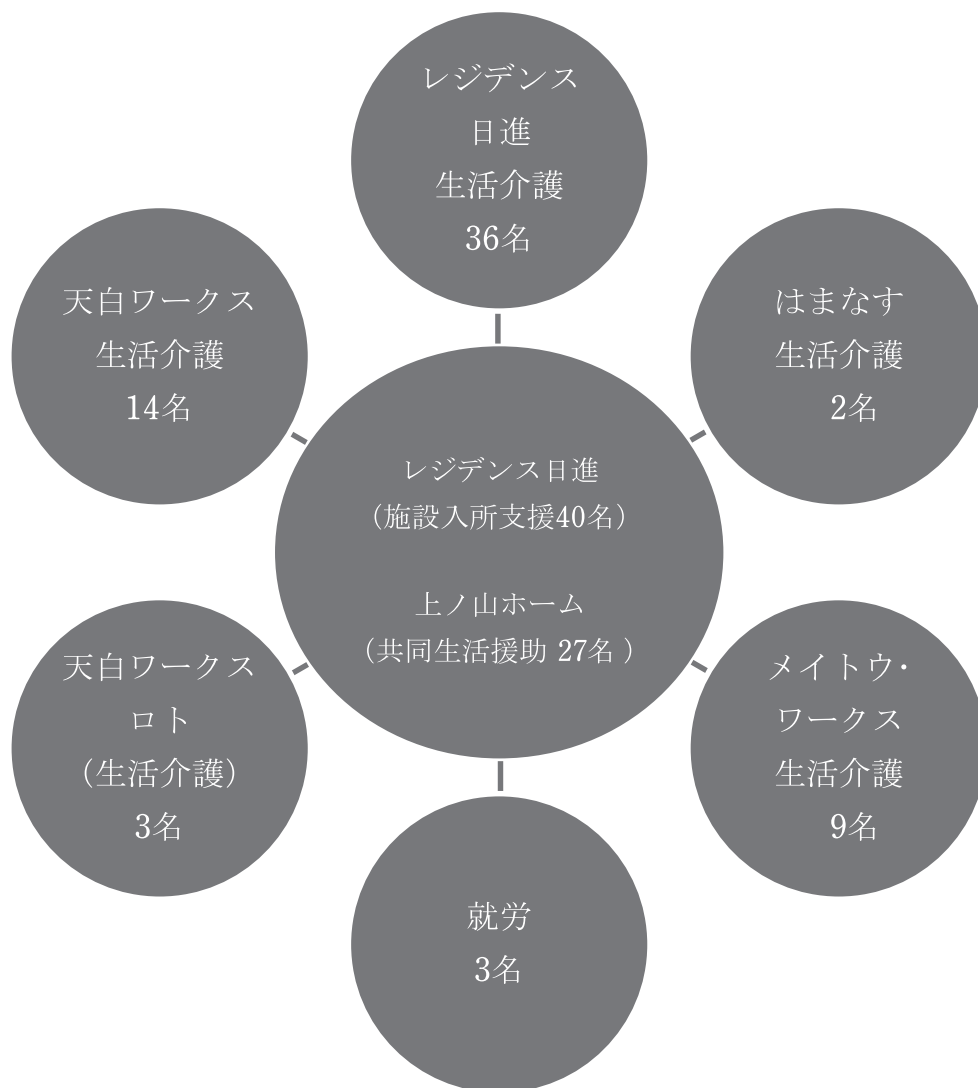 レジデンス
日進
生活介護
36名
天白ワークス
生活介護
14名
はまなす
生活介護
2名
レジデンス日進
（施設入所支援40名）
上ノ山ホーム
（共同生活援助 27名 ）
天白ワークス
ロト
（生活介護）
3名
メイトウ・
ワークス
生活介護
9名
就労
3名